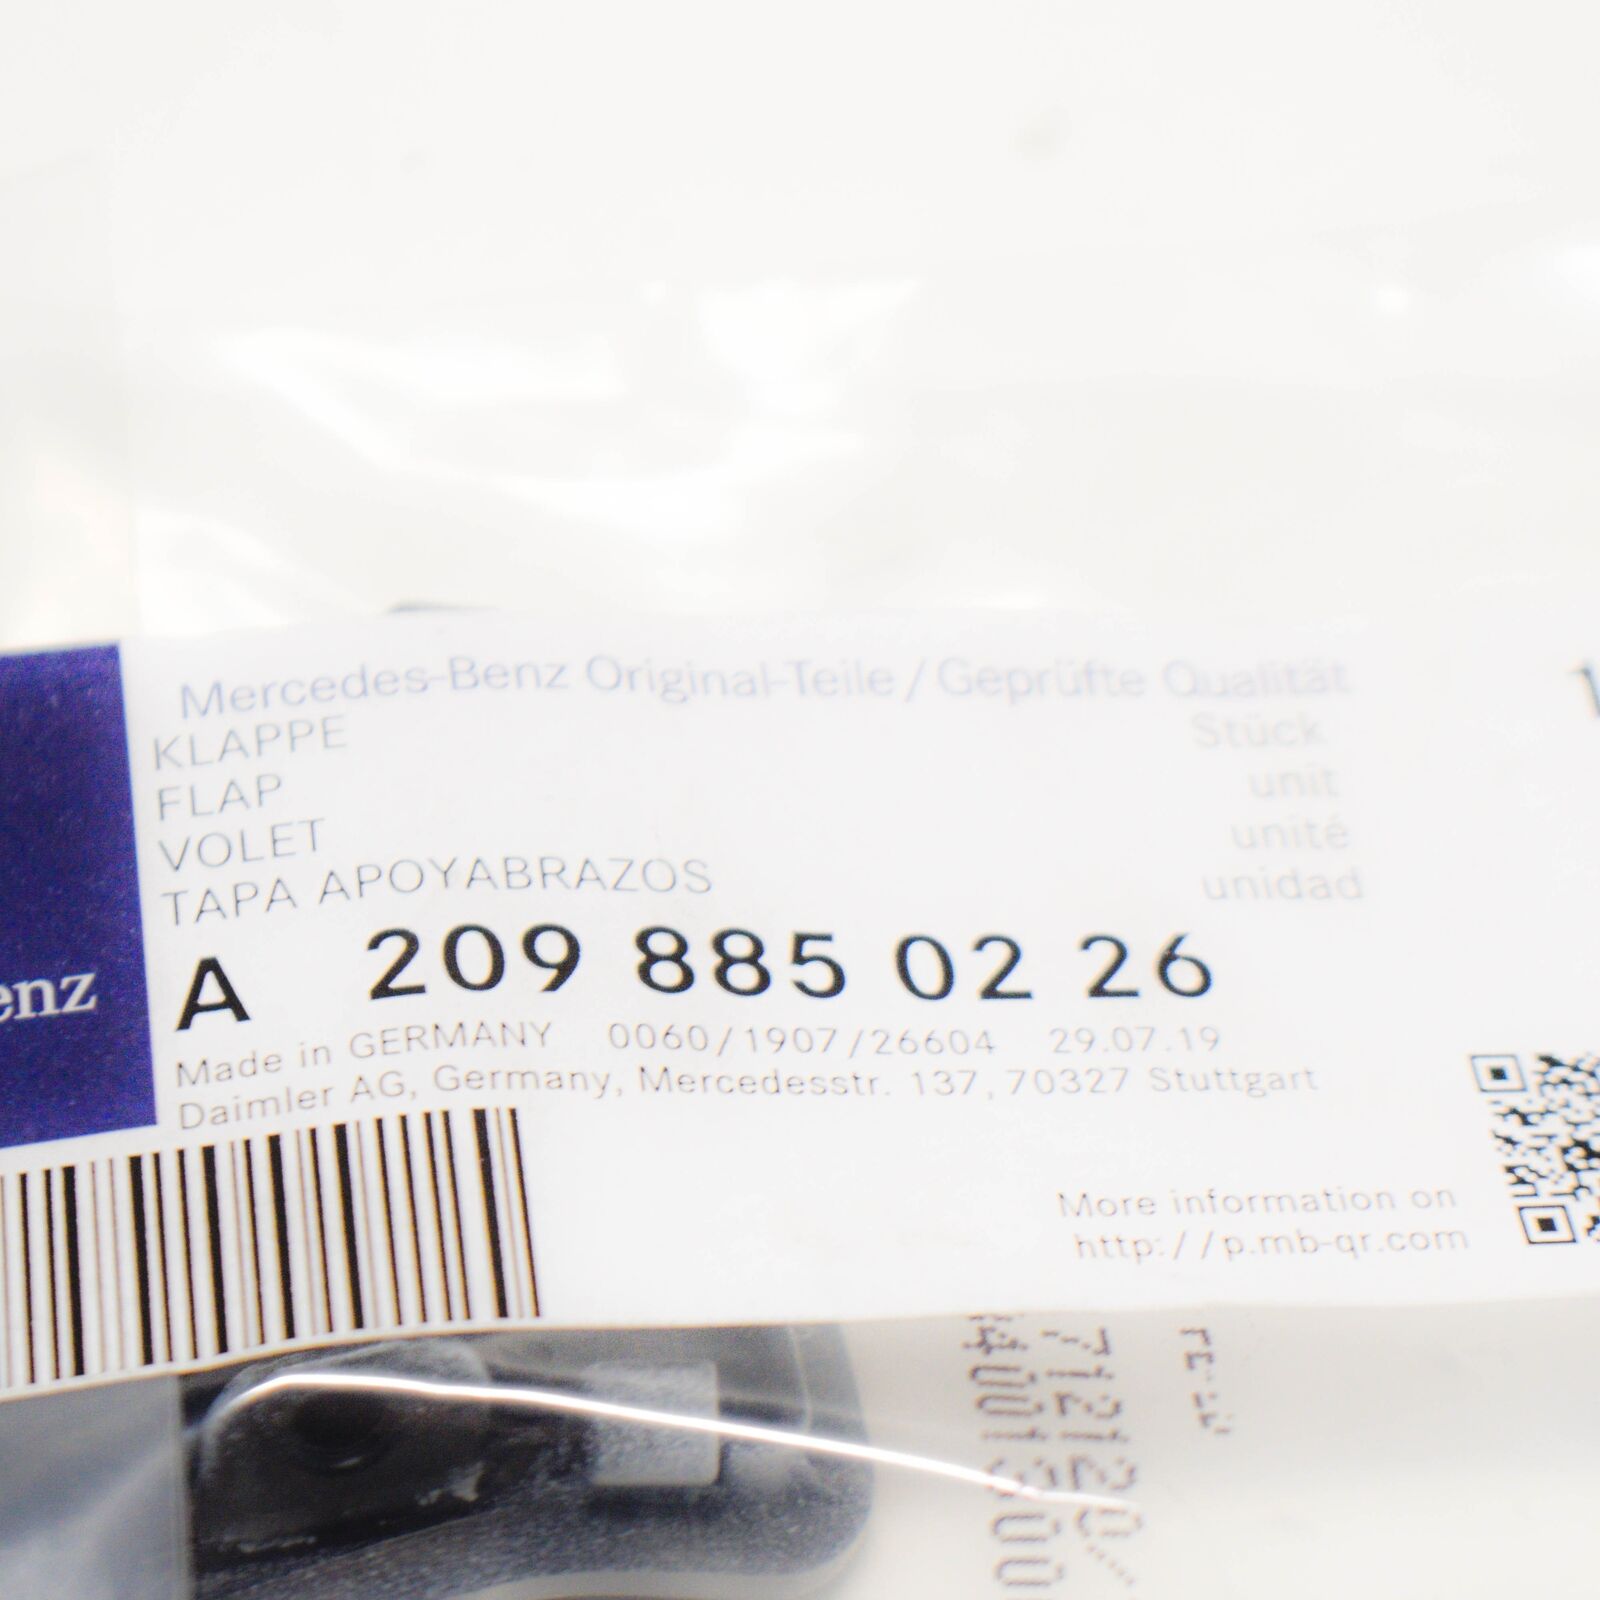 Mercedes-Benz Original-Teile / Geprüfte Qualität
KLAPPE Stück 1
FLAP unit
VOLET unité
TAPA APOYABRAZOS unidad
enz
A 209 885 02 26
Made in GERMANY 0060/1907/26604 29.07.19
Daimler AG, Germany, Mercedesstr. 137, 70327 Stuttgart
More information on
http://p.mb-qr.com